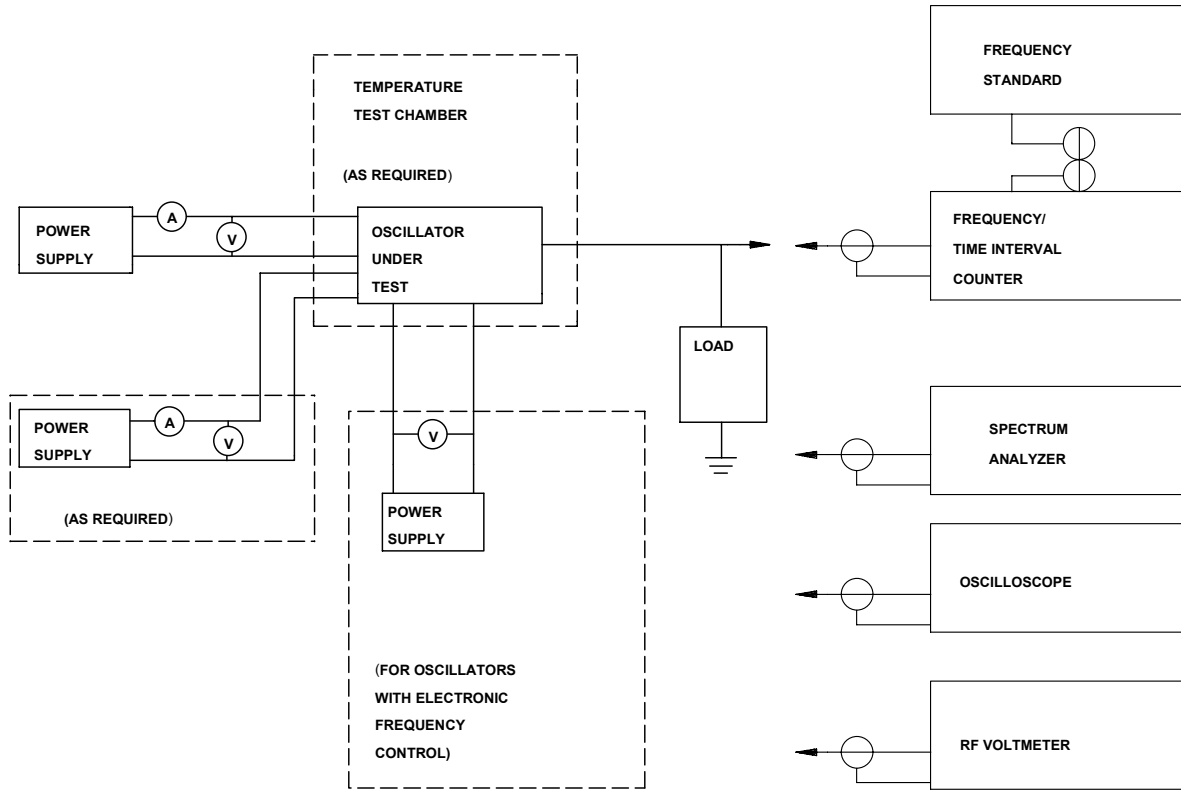 FREQUENCY
STANDARD
TEMPERATURE
TEST CHAMBER
(AS REQUIRED)
POWER
SUPPLY
A
V
OSCILLATOR
UNDER
TEST
FREQUENCY/
TIME INTERVAL
COUNTER
LOAD
POWER
SUPPLY
A
V
(AS REQUIRED)
V
POWER
SUPPLY
(FOR OSCILLATORS
WITH ELECTRONIC
FREQUENCY
CONTROL)
SPECTRUM
ANALYZER
OSCILLOSCOPE
RF VOLTMETER